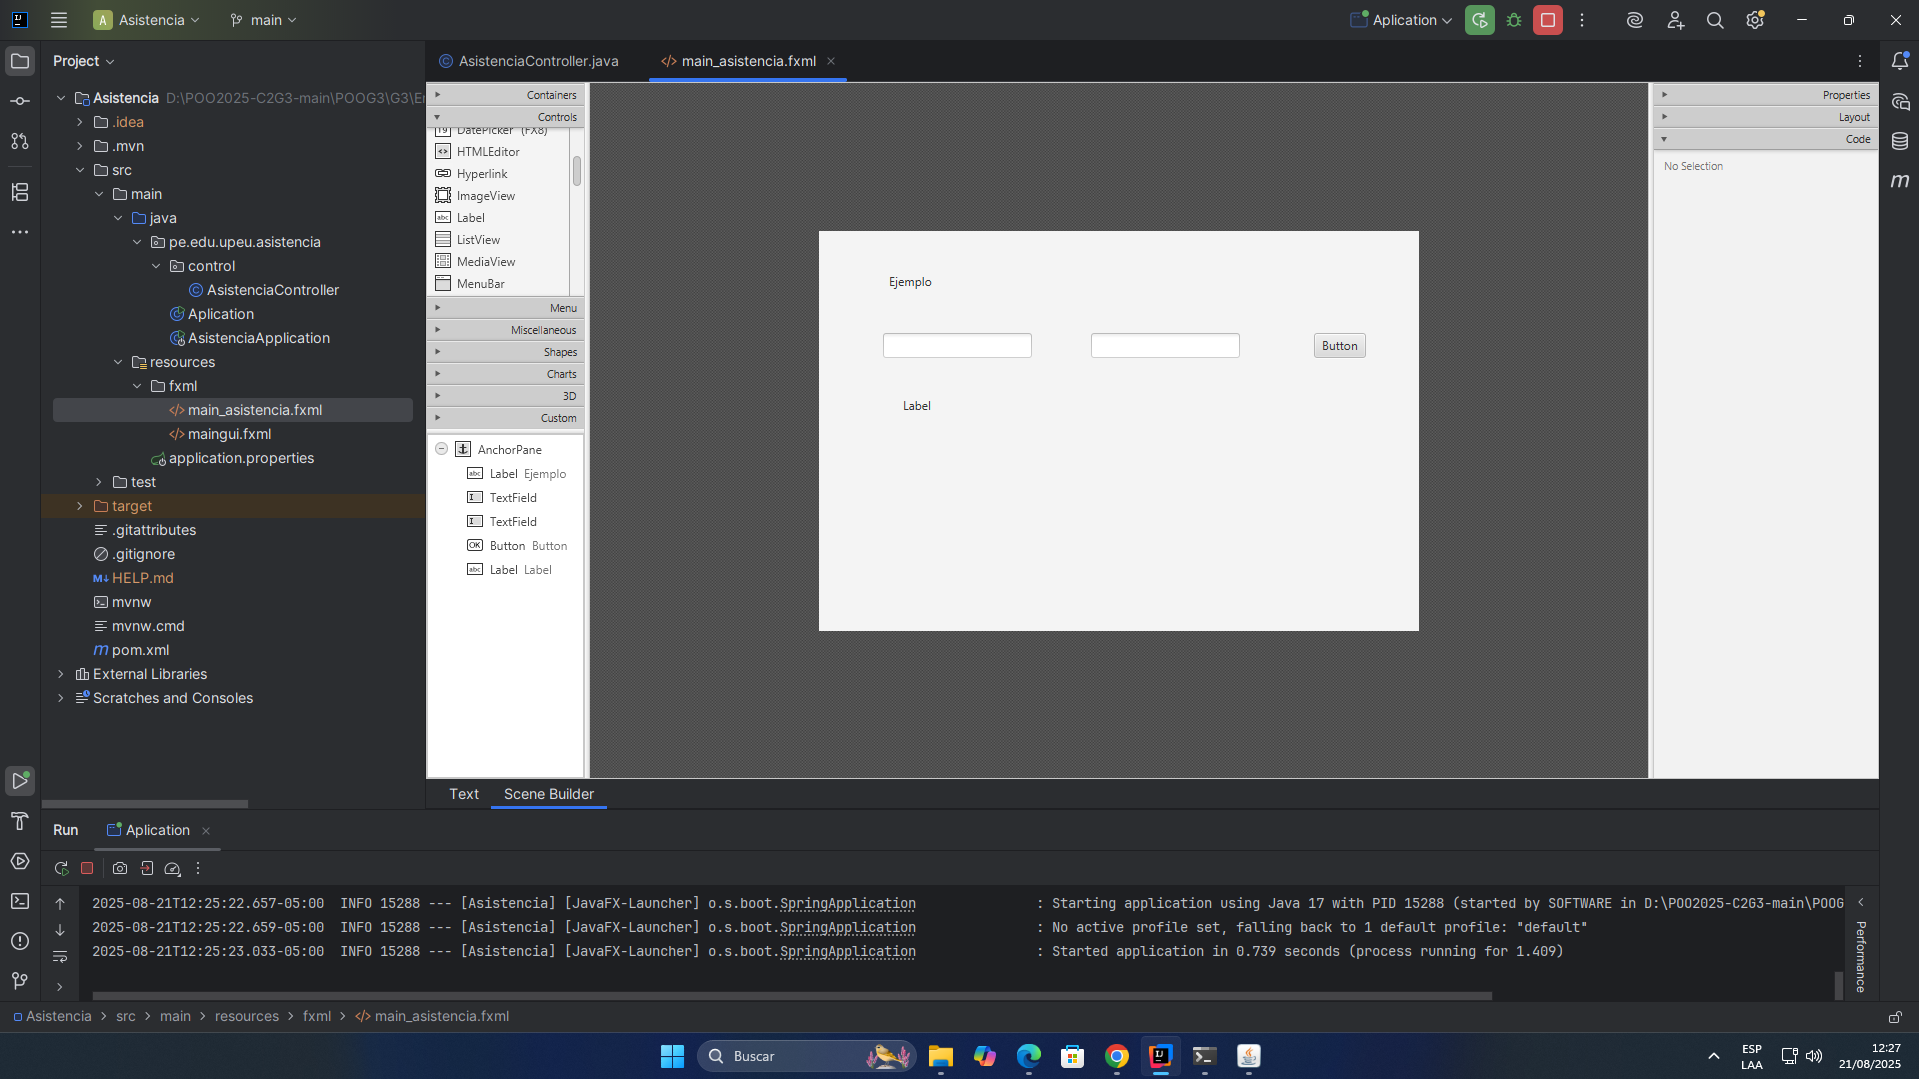 A Asistencia main Aplication
Project
AsistenciaController.java main_asistencia.fxml
Asistencia D:\POO2025-C2G3-main\POOG3\G3\
.idea
.mvn
src
main
java
pe.edu.upeu.asistencia
control
AsistenciaController
Aplication
AsistenciaApplication
resources
fxml
main_asistencia.fxml
maingui.fxml
application.properties
test
target
.gitattributes
.gitignore
HELP.md
mvnw
mvnw.cmd
pom.xml
External Libraries
Scratches and Consoles
Containers
Controls
DatePicker (FX8)
HTMLEditor
Hyperlink
ImageView
Label
ListView
MediaView
MenuBar
Menu
Miscellaneous
Shapes
Charts
3D
Custom
AnchorPane
Label Ejemplo
TextField
TextField
Button Button
Label Label
Ejemplo
Button
Label
Properties
Layout
Code
No Selection
Text Scene Builder
Run Aplication
2025-08-21T12:25:22.657-05:00 INFO 15288 --- [Asistencia] [JavaFX-Launcher] o.s.boot.SpringApplication : Starting application using Java 17 with PID 15288 (started by SOFTWARE in D:\POO2025-C2G3-main\POOG
2025-08-21T12:25:22.659-05:00 INFO 15288 --- [Asistencia] [JavaFX-Launcher] o.s.boot.SpringApplication : No active profile set, falling back to 1 default profile: "default"
2025-08-21T12:25:23.033-05:00 INFO 15288 --- [Asistencia] [JavaFX-Launcher] o.s.boot.SpringApplication : Started application in 0.739 seconds (process running for 1.409)
Performance
Asistencia > src > main > resources > fxml > main_asistencia.fxml
Buscar
ESP
LAA
12:27
21/08/2025